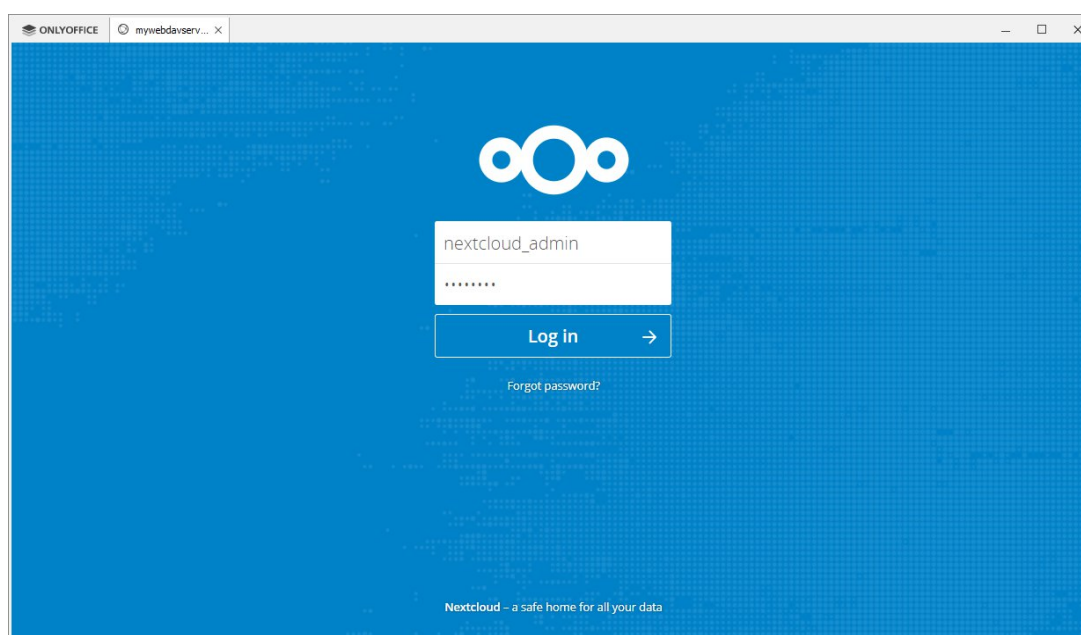 ONLYOFFICE mywebdavserv...
nextcloud_admin
••••••••
Log in →
Forgot password?
Nextcloud – a safe home for all your data